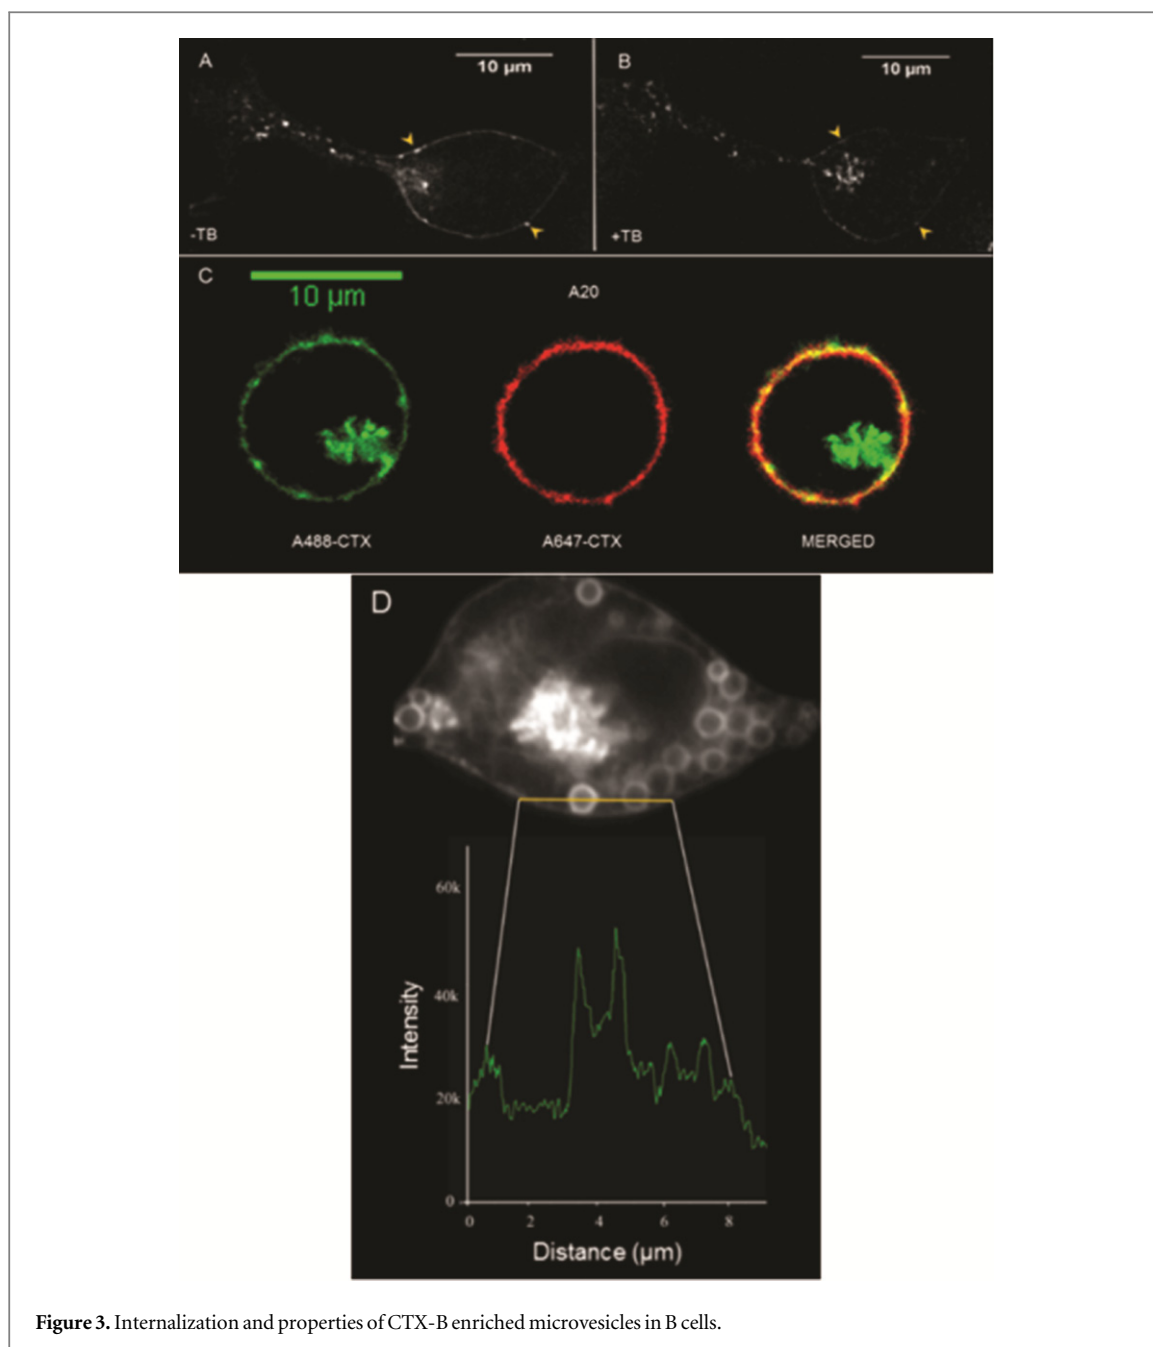 A
10 µm
-TB
B
10 µm
+TB
C
10 µm
A20
A488-CTX
A647-CTX
MERGED
D
60k
40k
20k
0
Intensity
0 2 4 6 8
Distance (µm)
Figure 3. Internalization and properties of CTX-B enriched microvesicles in B cells.